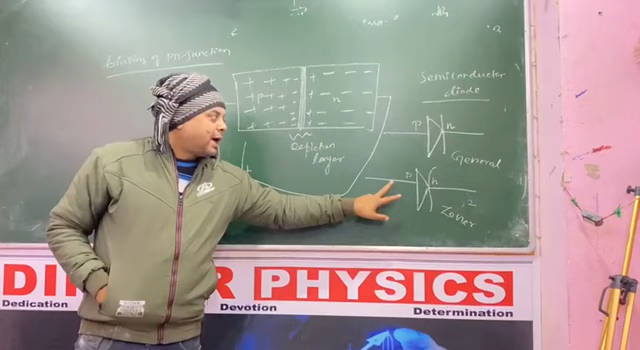 biasing of pn-junction
Semiconductor
diode
P
n
P
n
Depletion
layer
General
P
n
Zener
PHYSICS
Dedication
Devotion
Determination